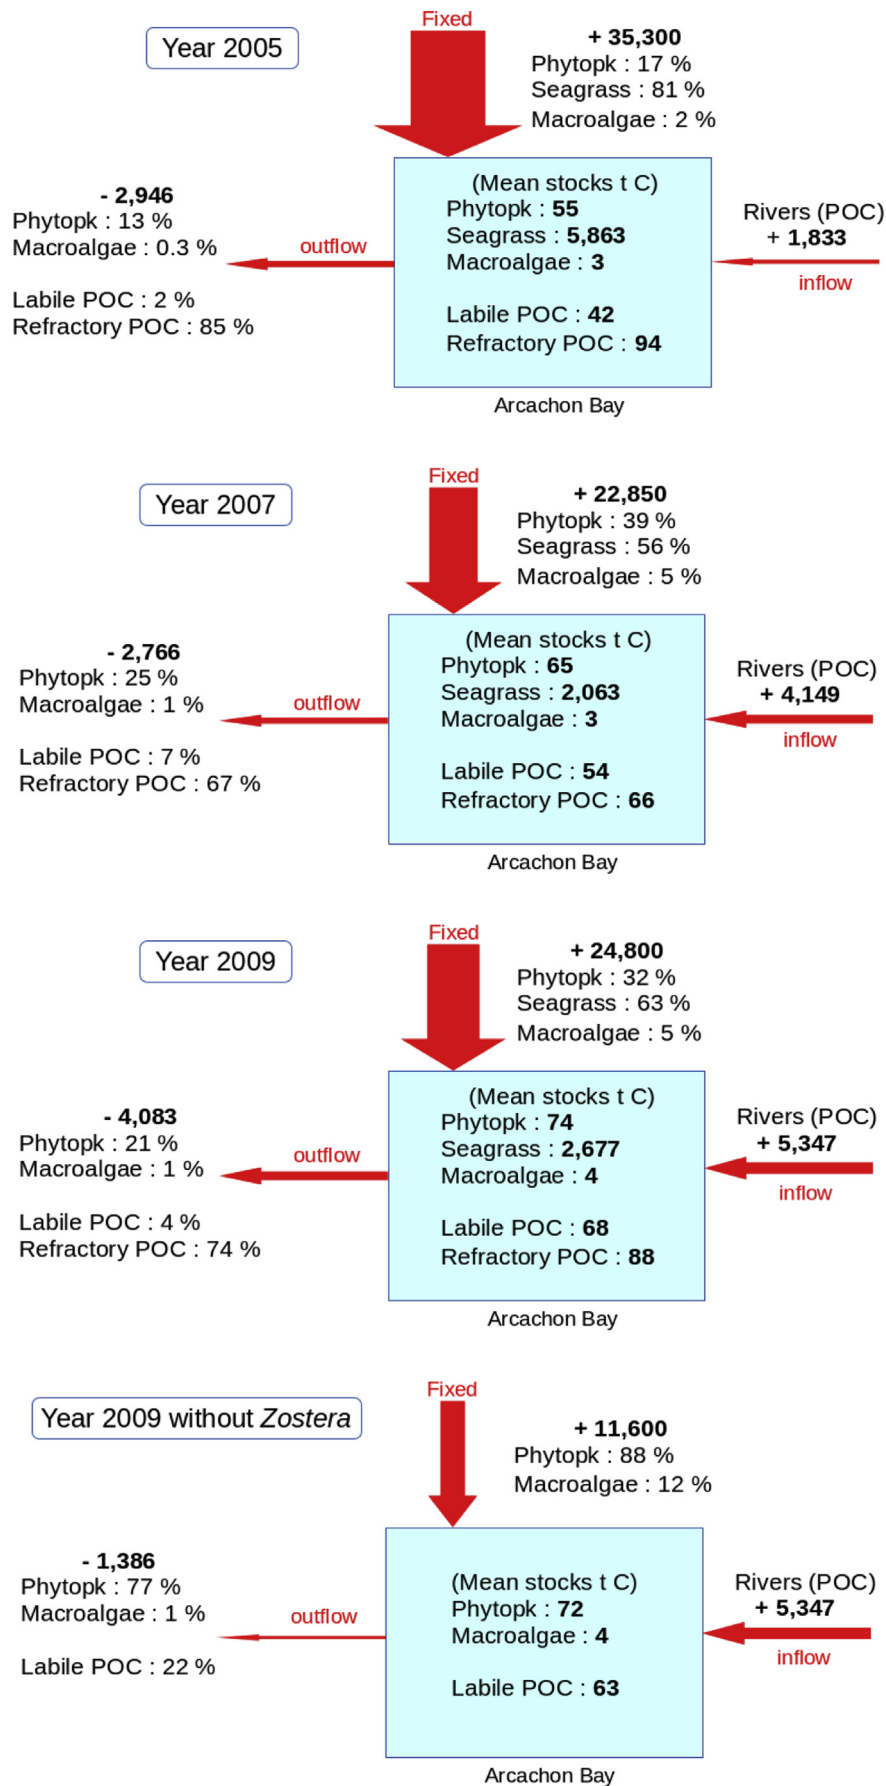 Year 2005
Fixed
+ 35,300
Phytopk : 17 %
Seagrass : 81 %
Macroalgae : 2 %
- 2,946
Phytopk : 13 %
Macroalgae : 0.3 %
Labile POC : 2 %
Refractory POC : 85 %
outflow
(Mean stocks t C)
Phytopk : 55
Seagrass : 5,863
Macroalgae : 3
Labile POC : 42
Refractory POC : 94
Arcachon Bay
Rivers (POC)
+ 1,833
inflow
Year 2007
Fixed
+ 22,850
Phytopk : 39 %
Seagrass : 56 %
Macroalgae : 5 %
- 2,766
Phytopk : 25 %
Macroalgae : 1 %
Labile POC : 7 %
Refractory POC : 67 %
outflow
(Mean stocks t C)
Phytopk : 65
Seagrass : 2,063
Macroalgae : 3
Labile POC : 54
Refractory POC : 66
Arcachon Bay
Rivers (POC)
+ 4,149
inflow
Year 2009
Fixed
+ 24,800
Phytopk : 32 %
Seagrass : 63 %
Macroalgae : 5 %
- 4,083
Phytopk : 21 %
Macroalgae : 1 %
Labile POC : 4 %
Refractory POC : 74 %
outflow
(Mean stocks t C)
Phytopk : 74
Seagrass : 2,677
Macroalgae : 4
Labile POC : 68
Refractory POC : 88
Arcachon Bay
Rivers (POC)
+ 5,347
inflow
Year 2009 without Zostera
Fixed
+ 11,600
Phytopk : 88 %
Macroalgae : 12 %
- 1,386
Phytopk : 77 %
Macroalgae : 1 %
Labile POC : 22 %
outflow
(Mean stocks t C)
Phytopk : 72
Macroalgae : 4
Labile POC : 63
Arcachon Bay
Rivers (POC)
+ 5,347
inflow